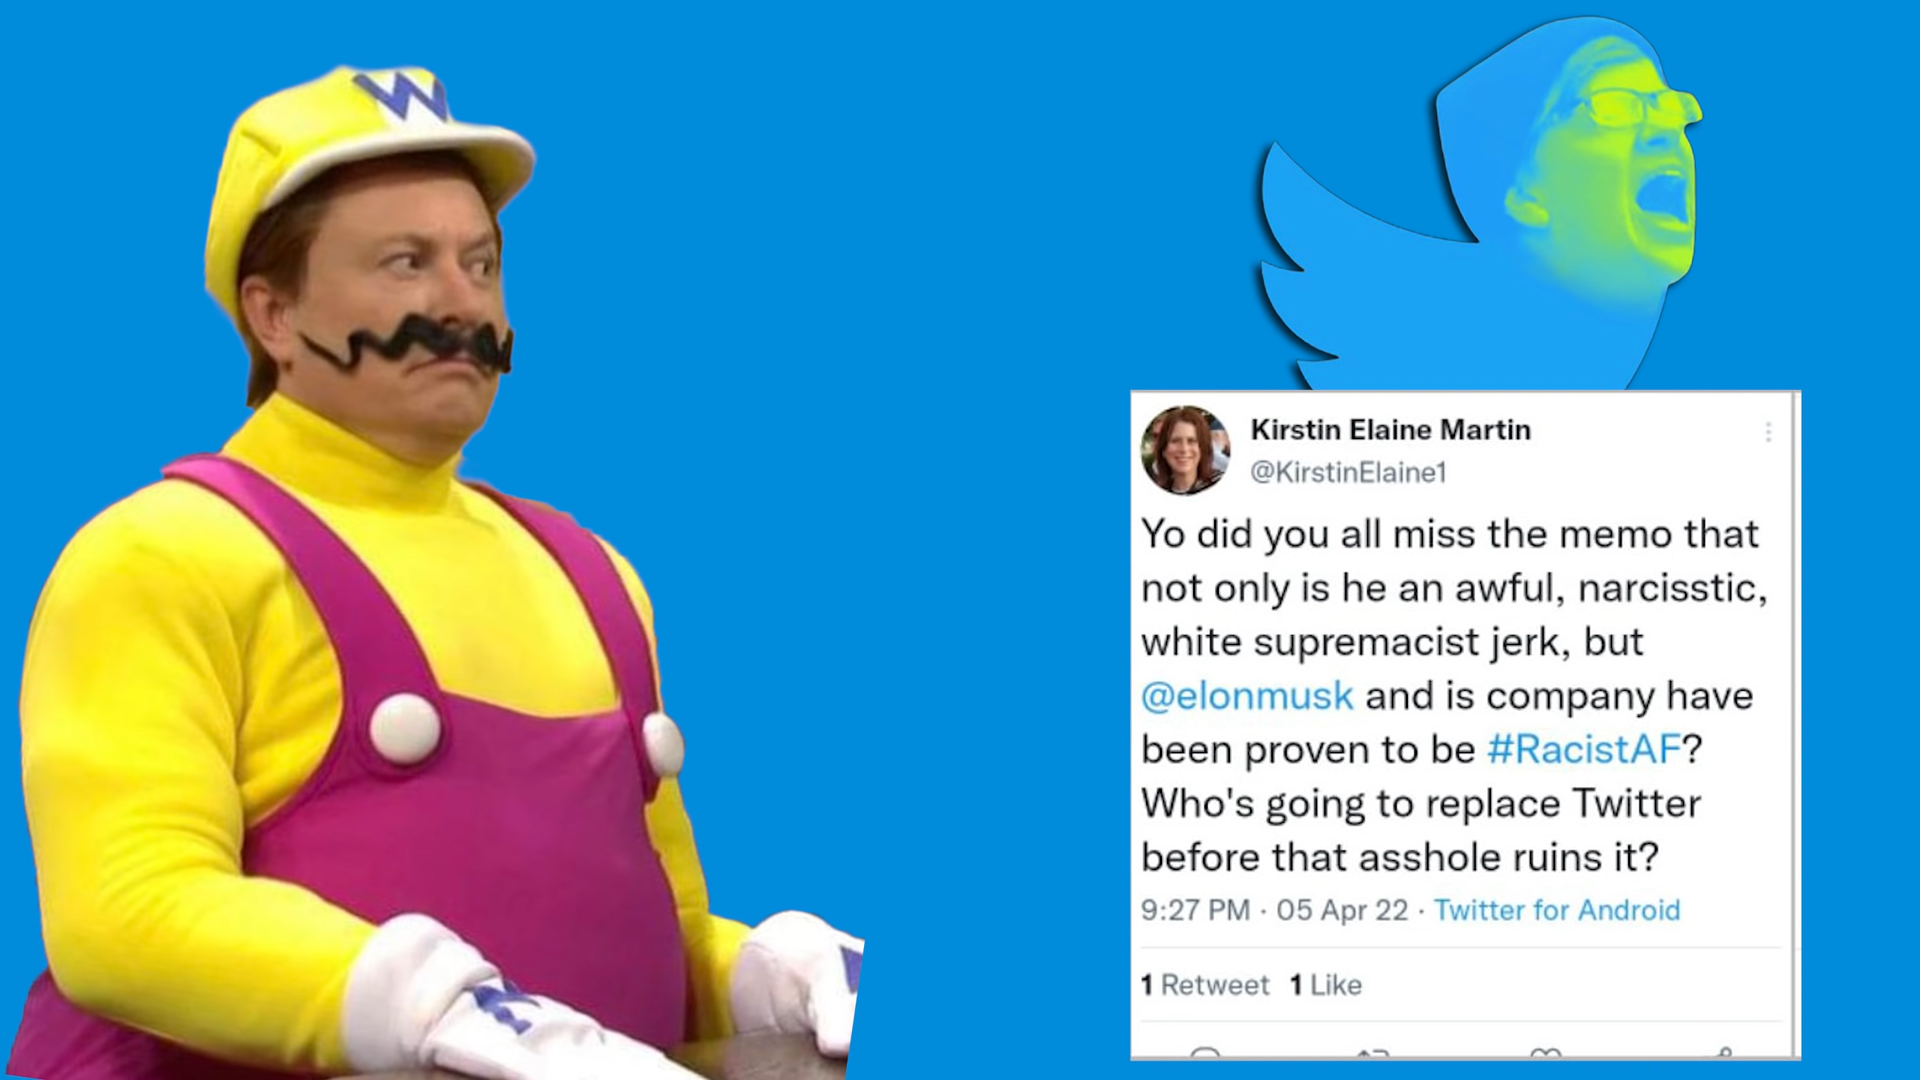 W
Kirstin Elaine Martin
@KirstinElaine1
Yo did you all miss the memo that
not only is he an awful, narcisstic,
white supremacist jerk, but
@elonmusk and is company have
been proven to be #RacistAF?
Who's going to replace Twitter
before that asshole ruins it?
9:27 PM · 05 Apr 22 · Twitter for Android
1 Retweet 1 Like